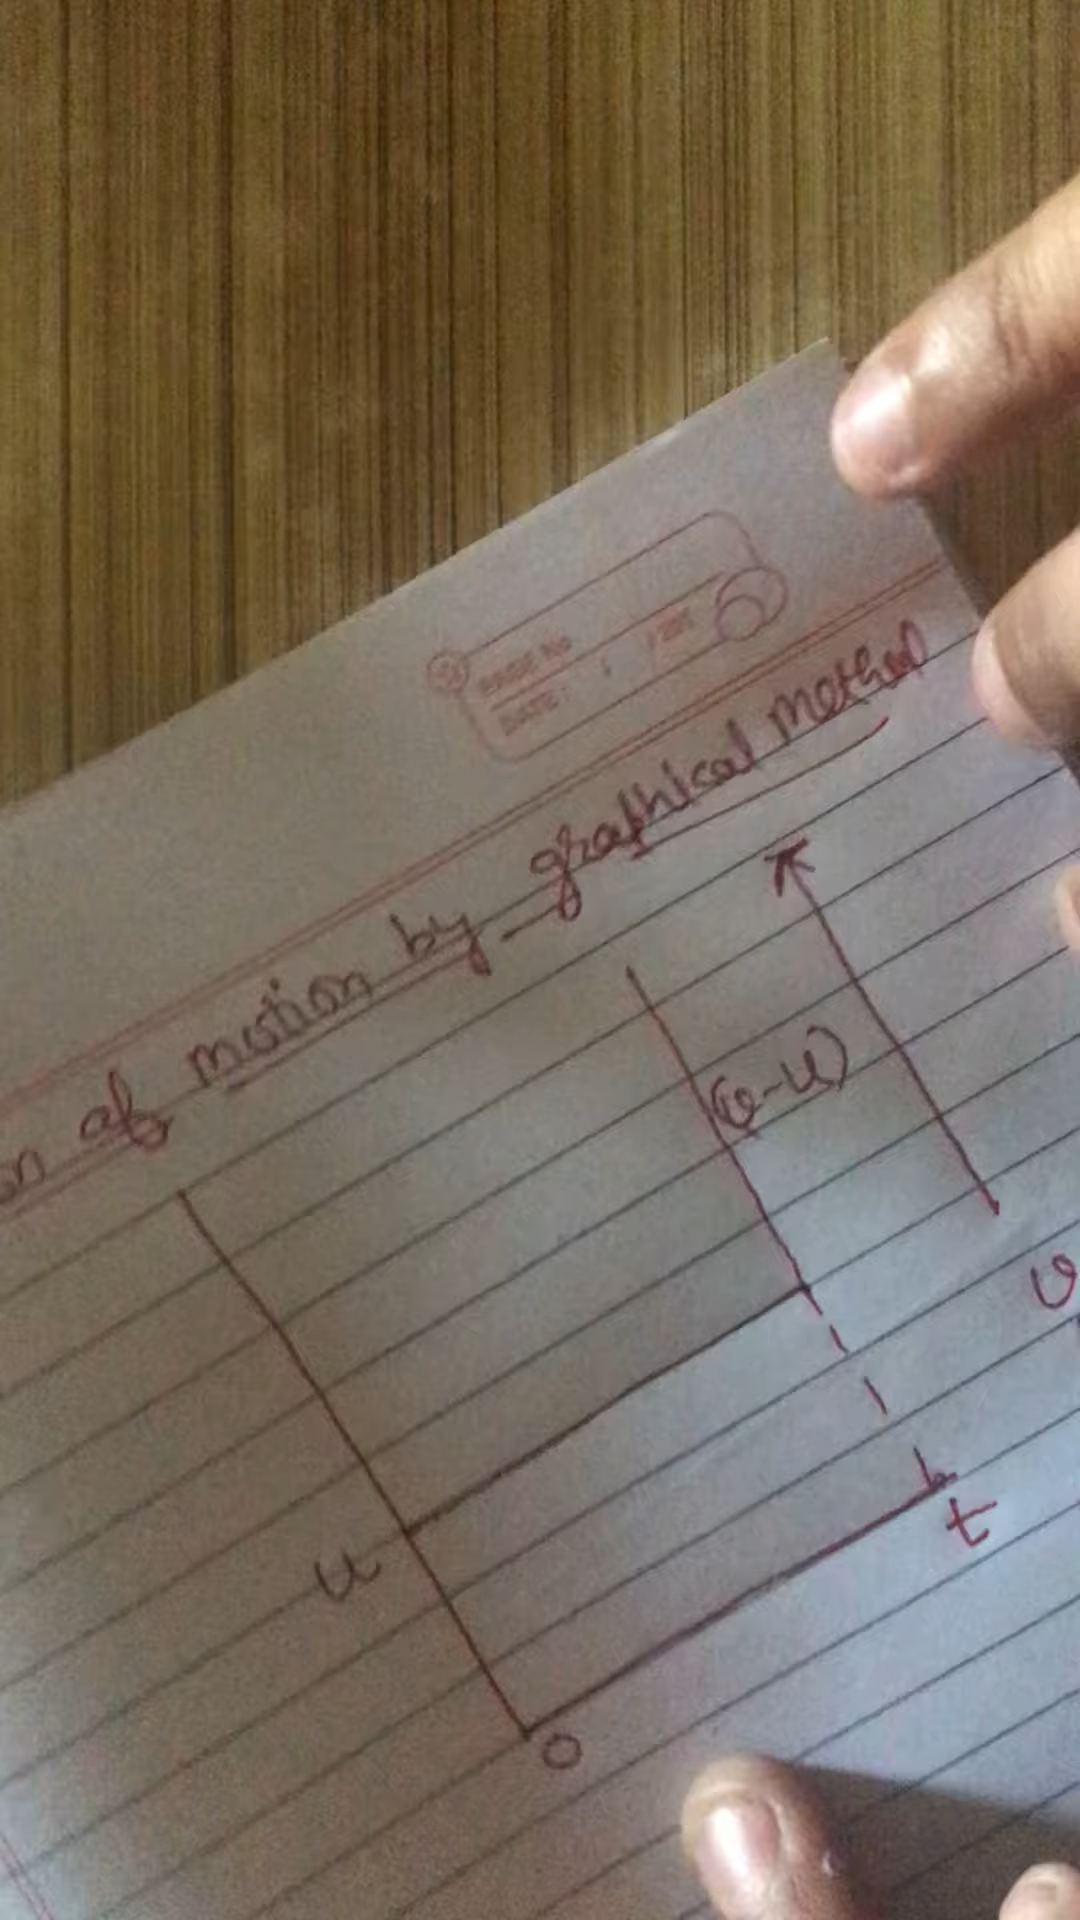 PAGE No
DATE:
of motion by graphical method
(v-u)
v
u
t
O